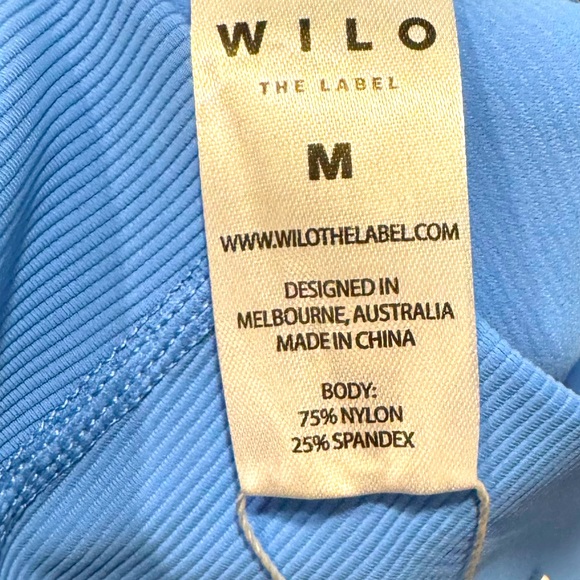 WILO
THE LABEL
M
WWW.WILOTHELABEL.COM
DESIGNED IN
MELBOURNE, AUSTRALIA
MADE IN CHINA
BODY:
75% NYLON
25% SPANDEX